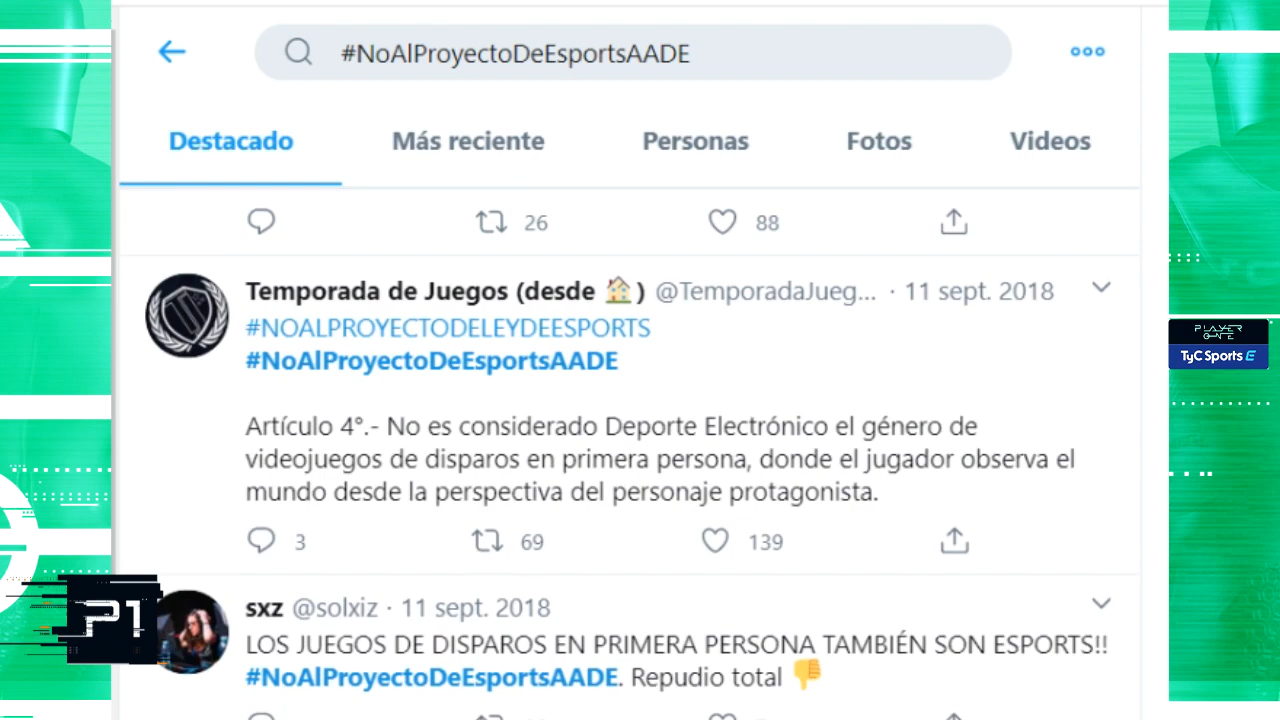 #NoAlProyectoDeEsportsAADE
Destacado Más reciente Personas Fotos Videos
26 88
Temporada de Juegos (desde 🏠) @TemporadaJueg... · 11 sept. 2018
#NOALPROYECTODELEYDEESPORTS
#NoAlProyectoDeEsportsAADE
Artículo 4°.- No es considerado Deporte Electrónico el género de
videojuegos de disparos en primera persona, donde el jugador observa el
mundo desde la perspectiva del personaje protagonista.
3 69 139
PLAYER
ONE
TyC Sports E
P1
sxz @solxiz · 11 sept. 2018
LOS JUEGOS DE DISPAROS EN PRIMERA PERSONA TAMBIÉN SON ESPORTS!!
#NoAlProyectoDeEsportsAADE. Repudio total 👎